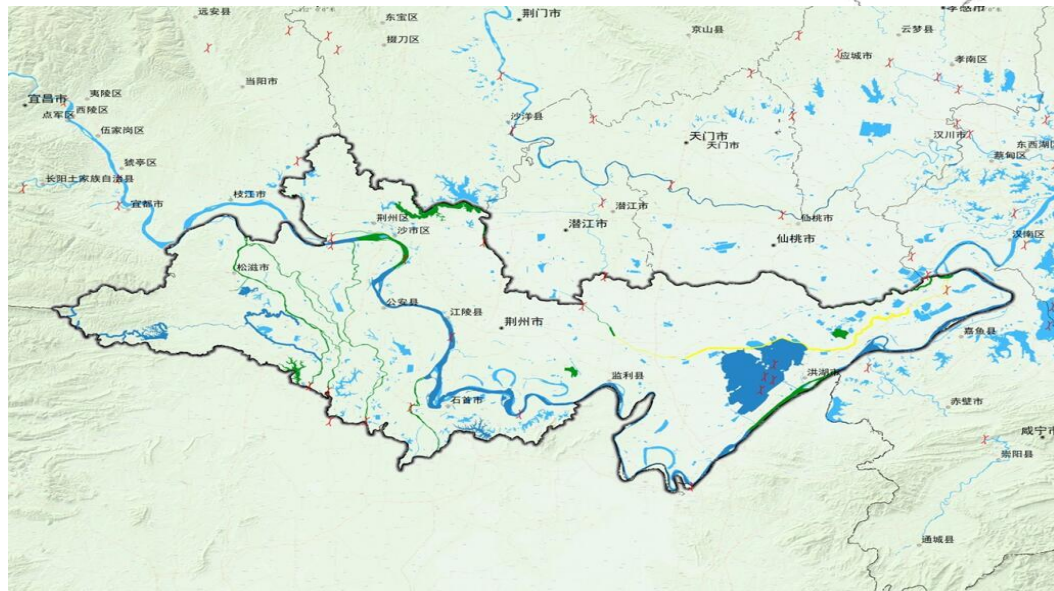 远安县
荆门市
东宝区
掇刀区
京山县
云梦县
孝感市
应城市
孝南区
当阳市
宜昌市
夷陵区
西陵区
点军区
伍家岗区
沙洋县
天门市
天门市
汉川市
东西湖区
蔡甸区
猇亭区
长阳土家族自治县
枝江市
宜都市
荆州区
沙市区
潜江市
潜江市
仙桃市
仙桃市
汉南区
松滋市
公安县
江陵县
荆州市
嘉鱼县
监利县
洪湖市
石首市
赤壁市
咸宁市
崇阳县
通城县